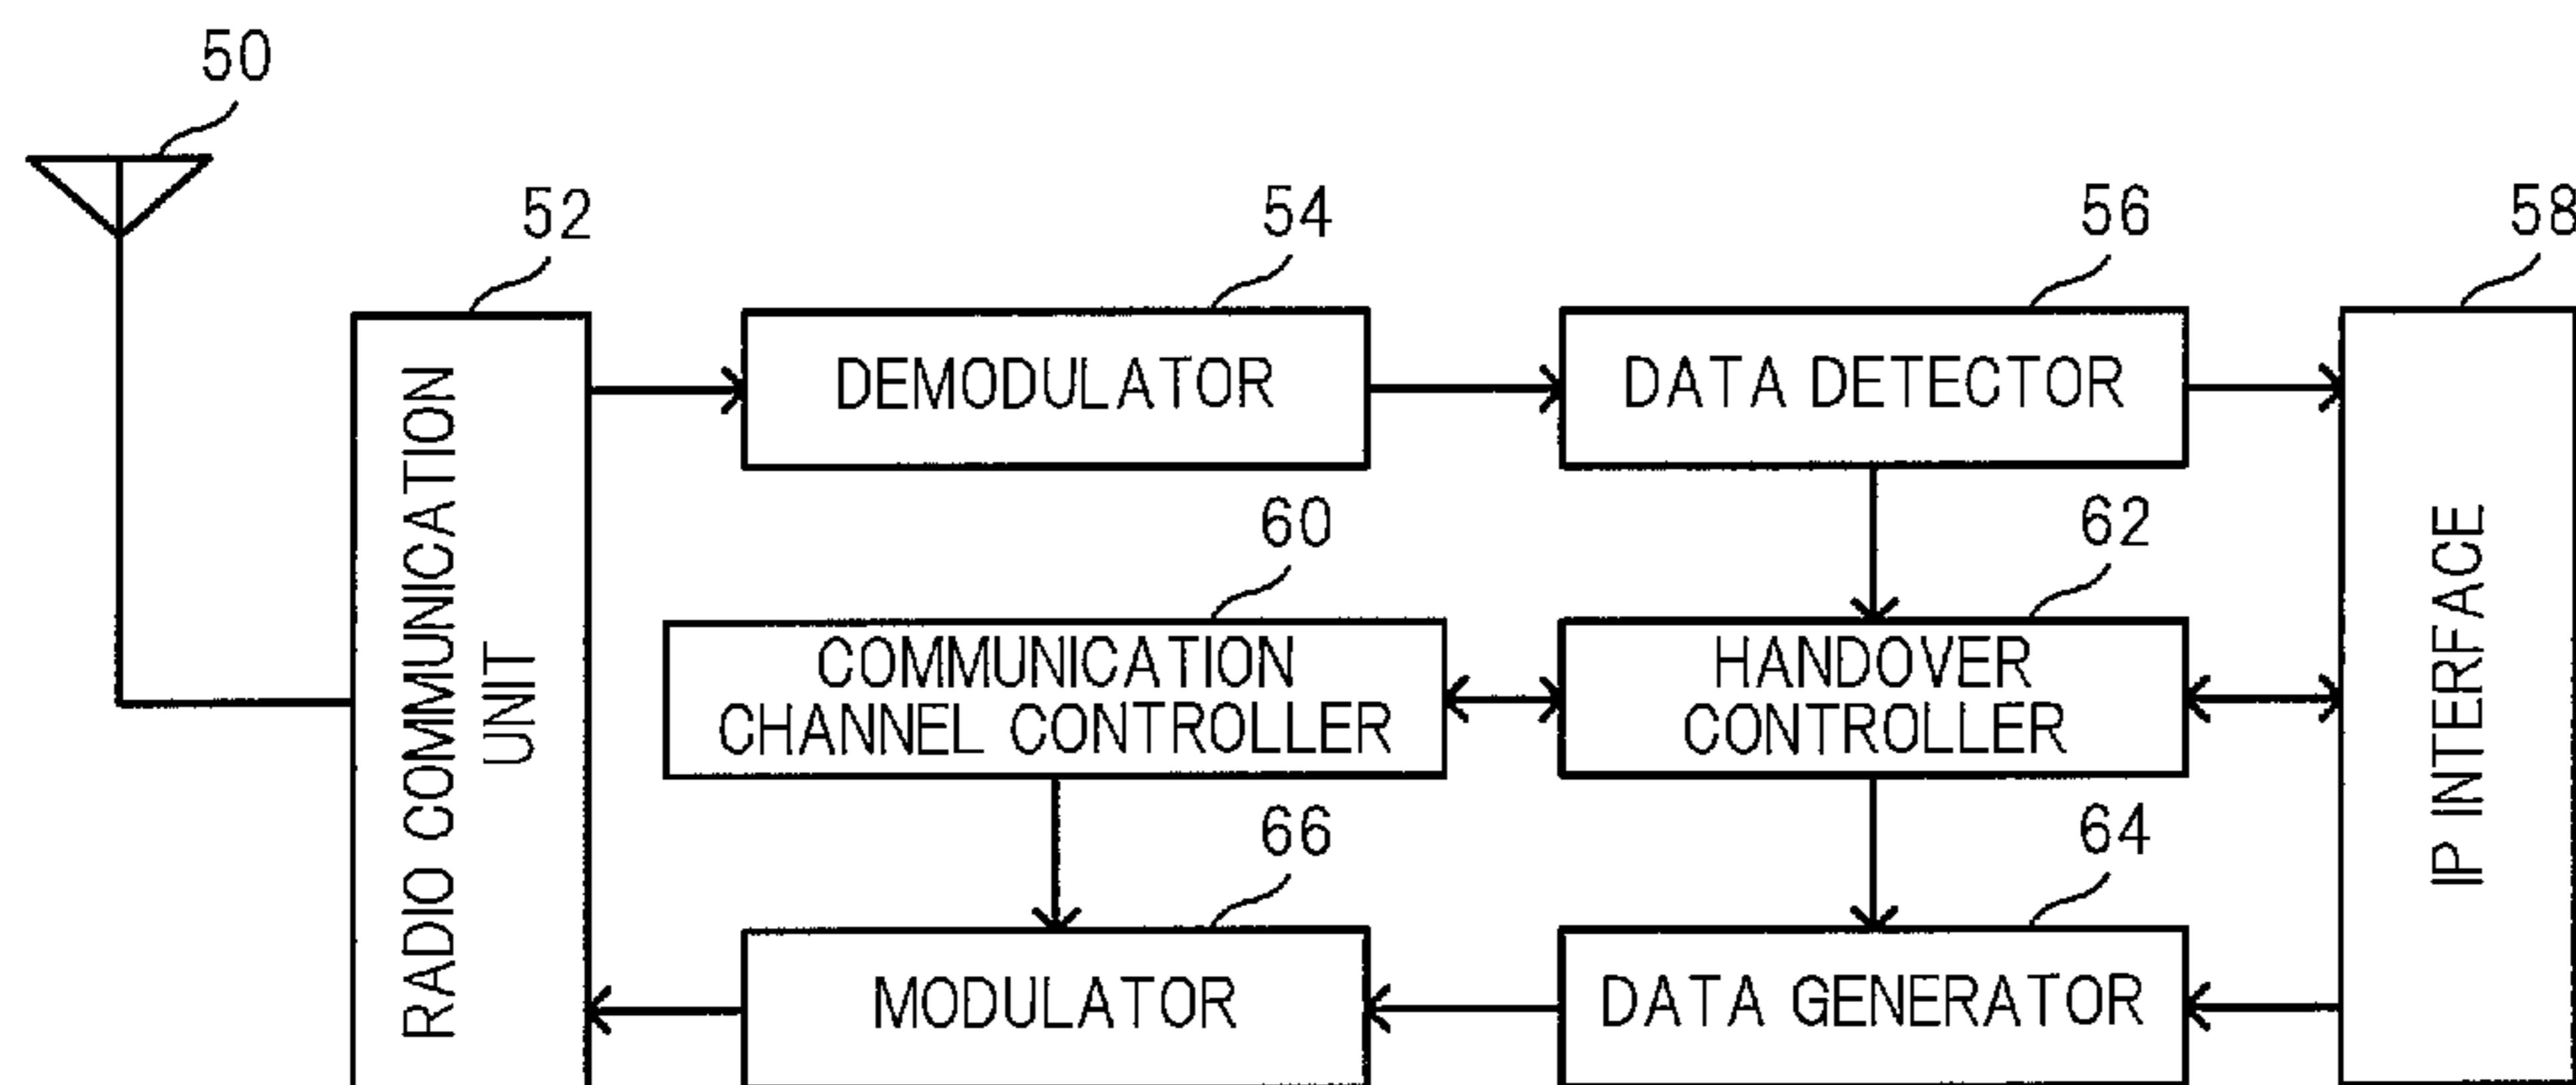 50
52
54
56
58
RADIO COMMUNICATION
UNIT
DEMODULATOR
DATA DETECTOR
IP INTERFACE
60
62
COMMUNICATION
CHANNEL CONTROLLER
HANDOVER
CONTROLLER
66
64
MODULATOR
DATA GENERATOR